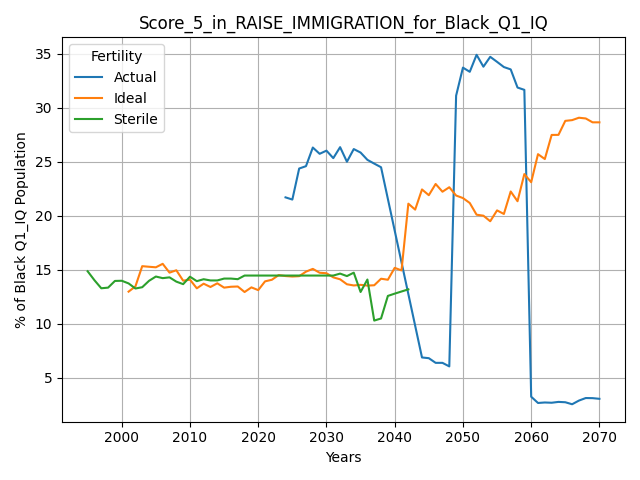 Score_5_in_RAISE_IMMIGRATION_for_Black_Q1_IQ
Fertility
Actual
Ideal
Sterile
% of Black Q1_IQ Population
35
30
25
20
15
10
5
2000 2010 2020 2030 2040 2050 2060 2070
Years